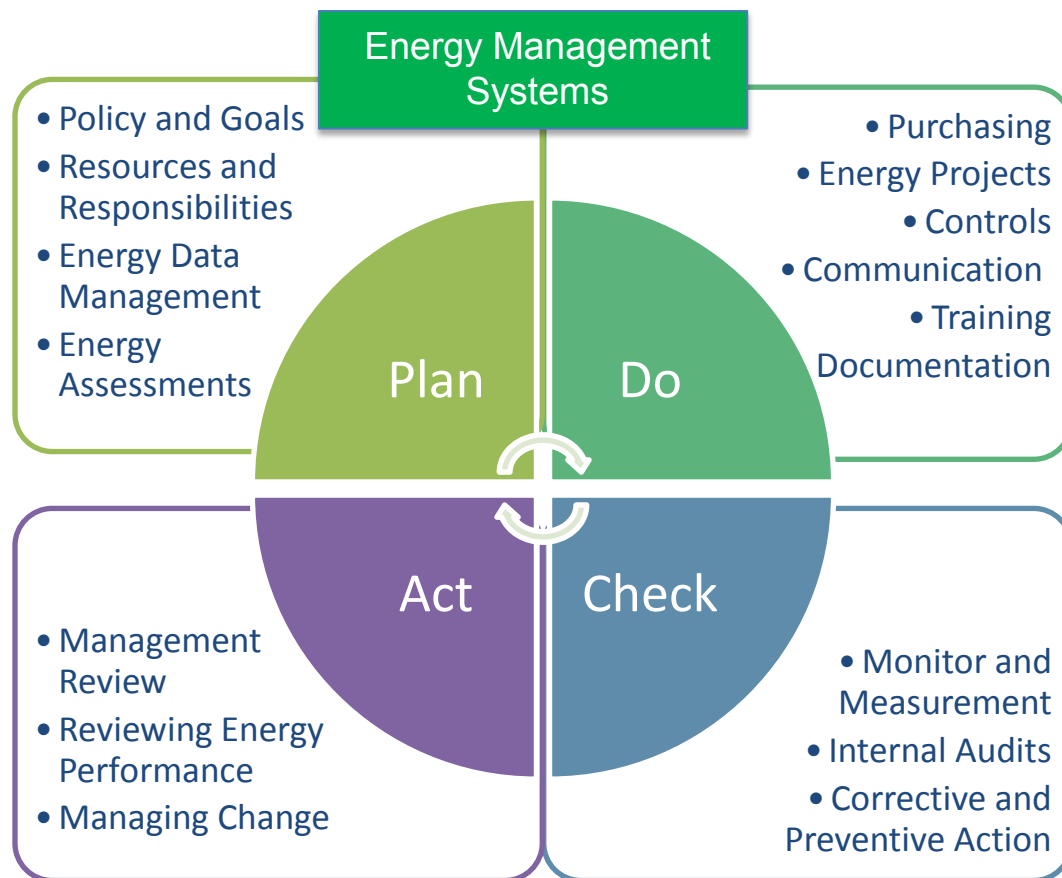 Energy Management
Systems
• Policy and Goals
• Resources and
Responsibilities
• Energy Data
Management
• Energy
Assessments
Plan
• Purchasing
• Energy Projects
• Controls
• Communication
• Training
Documentation
Do
Act
• Management
Review
• Reviewing Energy
Performance
• Managing Change
Check
• Monitor and
Measurement
• Internal Audits
• Corrective and
Preventive Action